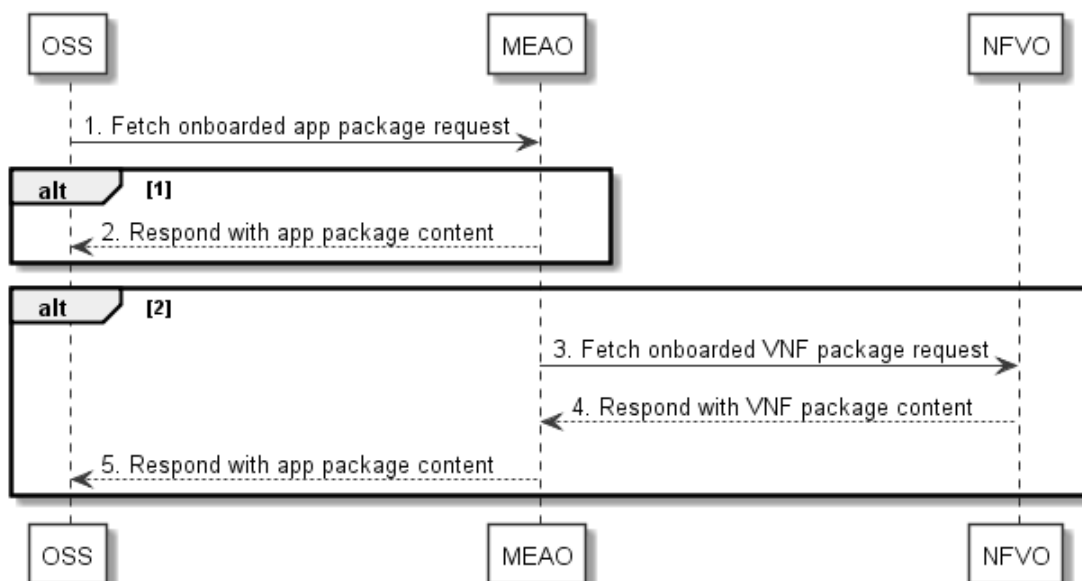 OSS MEAO NFVO
1. Fetch onboarded app package request
alt [1]
2. Respond with app package content
alt [2]
3. Fetch onboarded VNF package request
4. Respond with VNF package content
5. Respond with app package content
OSS MEAO NFVO